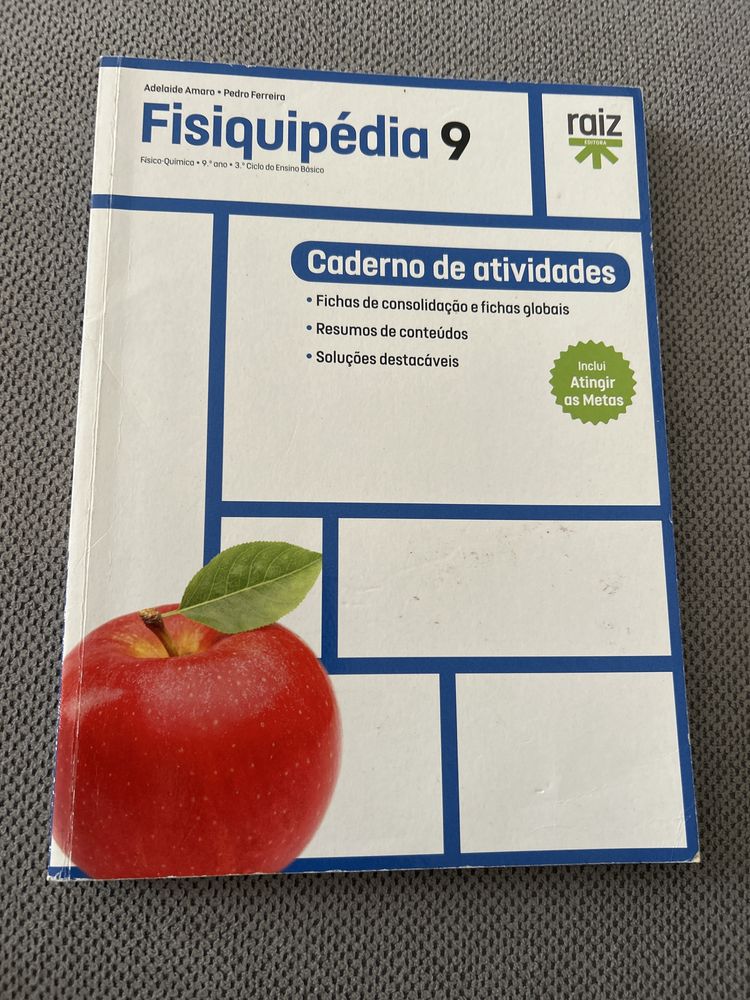 Adelaide Amaro • Pedro Ferreira
Fisiquipédia 9
Físico-Química • 9.º ano • 3.º Ciclo do Ensino Básico
raiz
EDITORA
Caderno de atividades
• Fichas de consolidação e fichas globais
• Resumos de conteúdos
• Soluções destacáveis
Inclui
Atingir
as Metas